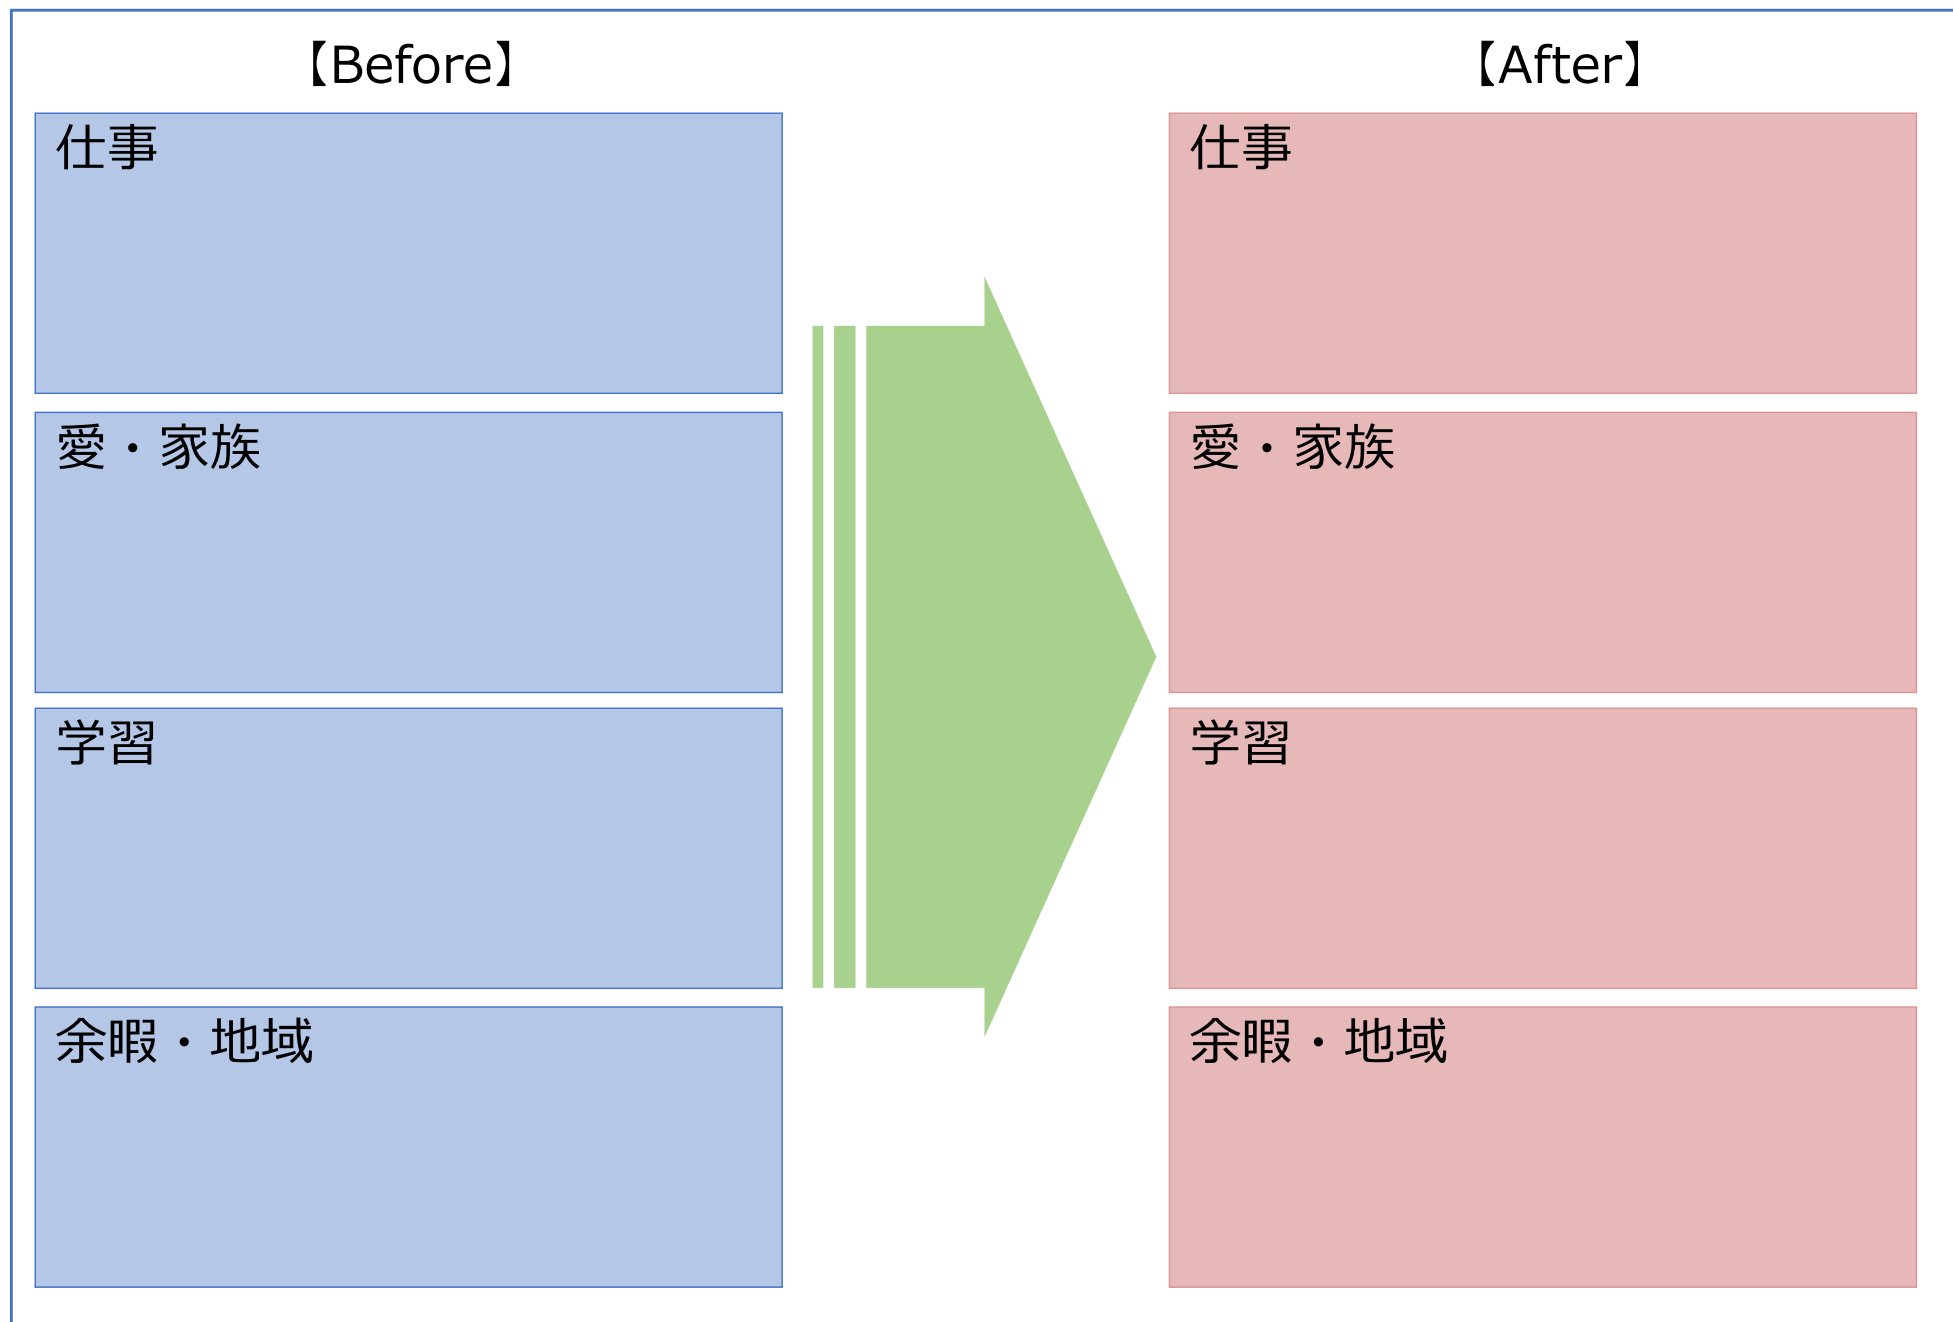 【Before】
仕事
愛・家族
学習
余暇・地域
【After】
仕事
愛・家族
学習
余暇・地域